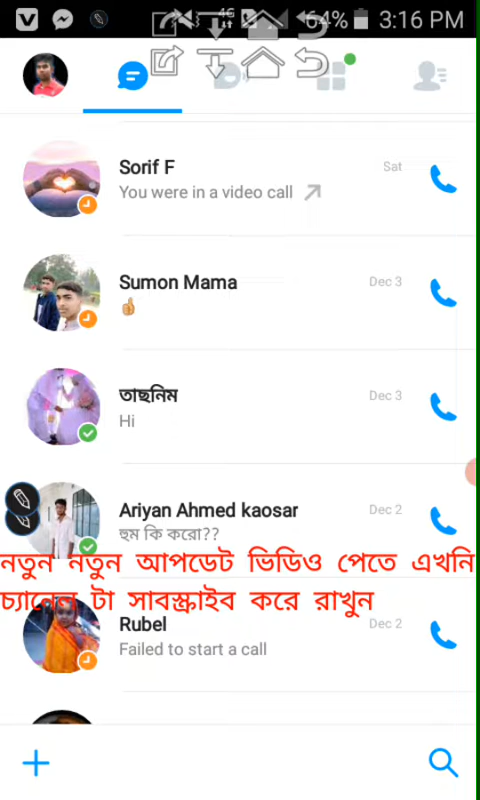 4G 64% 3:16 PM
Sorif F Sat
You were in a video call
Sumon Mama Dec 3
তাছনিম Dec 3
Hi
Ariyan Ahmed kaosar Dec 2
হুম কি করো??
নতুন নতুন আপডেট ভিডিও পেতে এখনি
চ্যানেল টা সাবস্ক্রাইব করে রাখুন
Rubel Dec 2
Failed to start a call